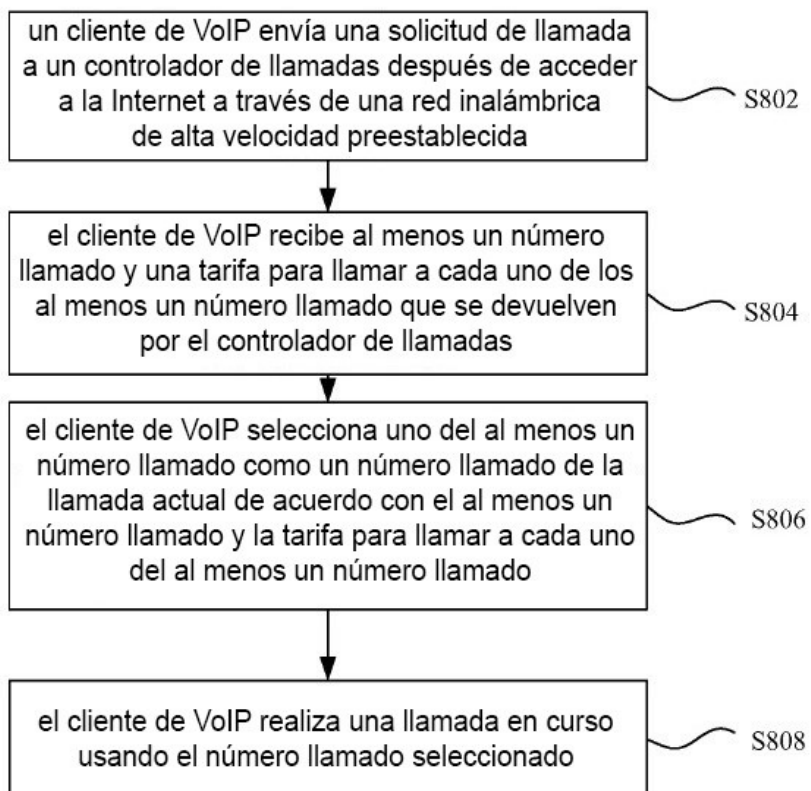 un cliente de VoIP envía una solicitud de llamada
a un controlador de llamadas después de acceder
a la Internet a través de una red inalámbrica
de alta velocidad preestablecida
S802
el cliente de VoIP recibe al menos un número
llamado y una tarifa para llamar a cada uno de los
al menos un número llamado que se devuelven
por el controlador de llamadas
S804
el cliente de VoIP selecciona uno del al menos un
número llamado como un número llamado de la
llamada actual de acuerdo con el al menos un
número llamado y la tarifa para llamar a cada uno
del al menos un número llamado
S806
el cliente de VoIP realiza una llamada en curso
usando el número llamado seleccionado
S808